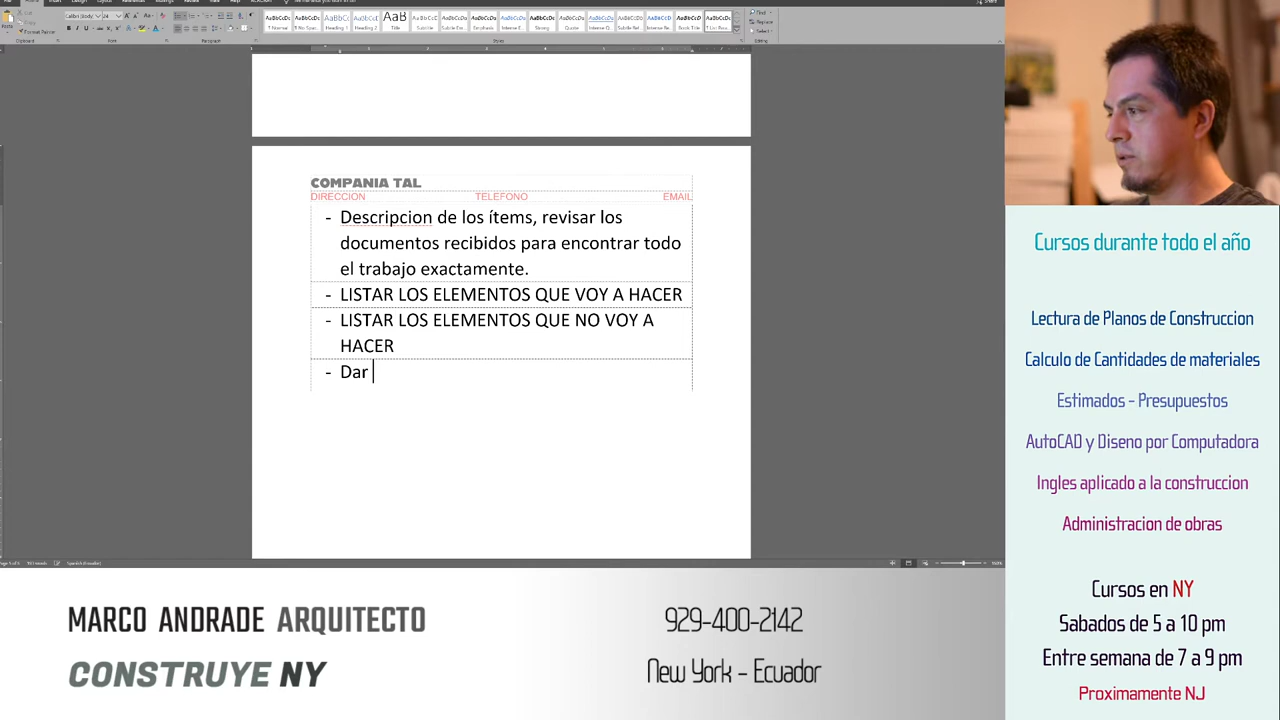 COMPANIA TAL
DIRECCION TELEFONO EMAIL
- Descripcion de los ítems, revisar los
documentos recibidos para encontrar todo
el trabajo exactamente.
- LISTAR LOS ELEMENTOS QUE VOY A HACER
- LISTAR LOS ELEMENTOS QUE NO VOY A
HACER
- Dar
Cursos durante todo el año
Lectura de Planos de Construccion
Calculo de Cantidades de materiales
Estimados - Presupuestos
AutoCAD y Diseno por Computadora
Ingles aplicado a la construccion
Administracion de obras
Cursos en NY
Sabados de 5 a 10 pm
Entre semana de 7 a 9 pm
Proximamente NJ
MARCO ANDRADE ARQUITECTO
CONSTRUYE NY
929-400-2142
New York - Ecuador